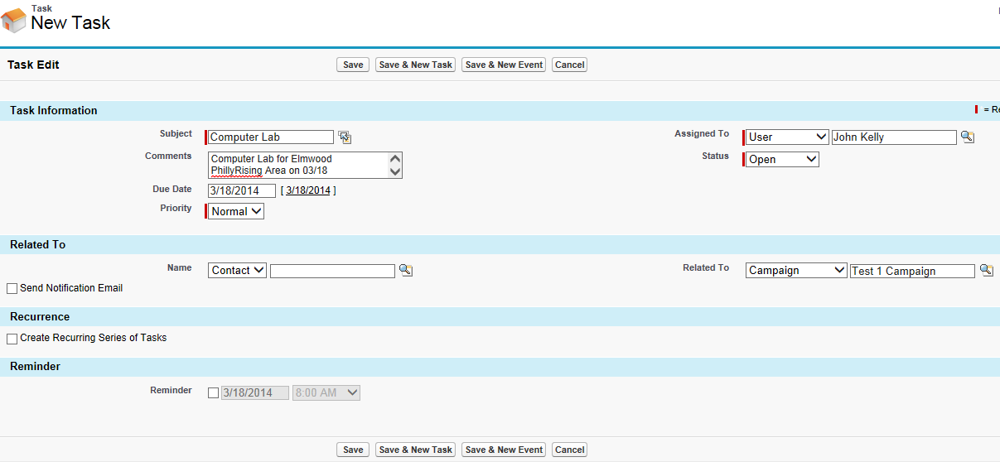 Task
New Task
Task Edit
Save Save & New Task Save & New Event Cancel
Task Information = Re
Subject Computer Lab Assigned To User John Kelly
Comments Computer Lab for Elmwood
PhillyRising Area on 03/18
Status Open
Due Date 3/18/2014 [ 3/18/2014 ]
Priority Normal
Related To
Name Contact Related To Campaign Test 1 Campaign
Send Notification Email
Recurrence
Create Recurring Series of Tasks
Reminder
Reminder 3/18/2014 8:00 AM
Save Save & New Task Save & New Event Cancel